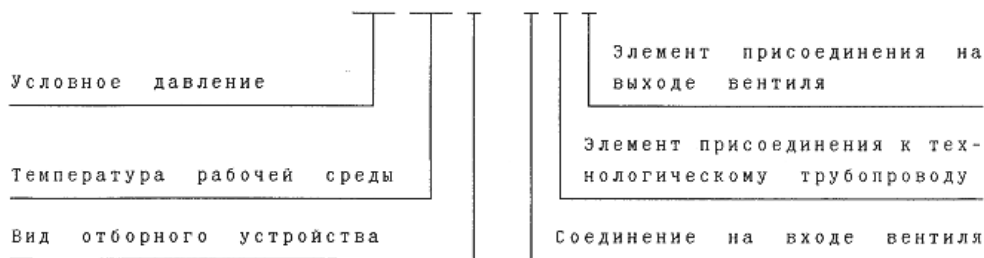 Элемент присоединения на
выходе вентиля
Условное давление
Элемент присоединения к тех-
нологическому трубопроводу
Температура рабочей среды
Вид отборного устройства
Соединение на входе вентиля